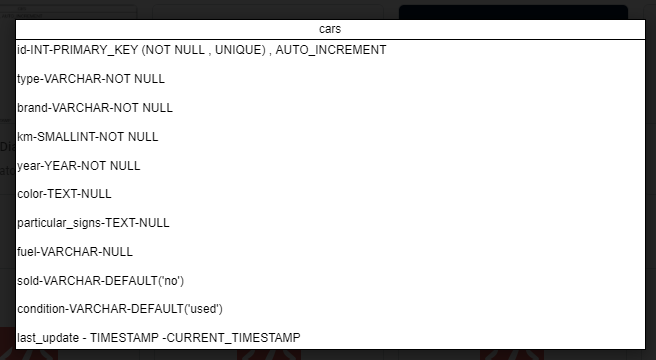 cars
id-INT-PRIMARY_KEY (NOT NULL , UNIQUE) , AUTO_INCREMENT
type-VARCHAR-NOT NULL
brand-VARCHAR-NOT NULL
km-SMALLINT-NOT NULL
year-YEAR-NOT NULL
color-TEXT-NULL
particular_signs-TEXT-NULL
fuel-VARCHAR-NULL
sold-VARCHAR-DEFAULT('no')
condition-VARCHAR-DEFAULT('used')
last_update - TIMESTAMP -CURRENT_TIMESTAMP